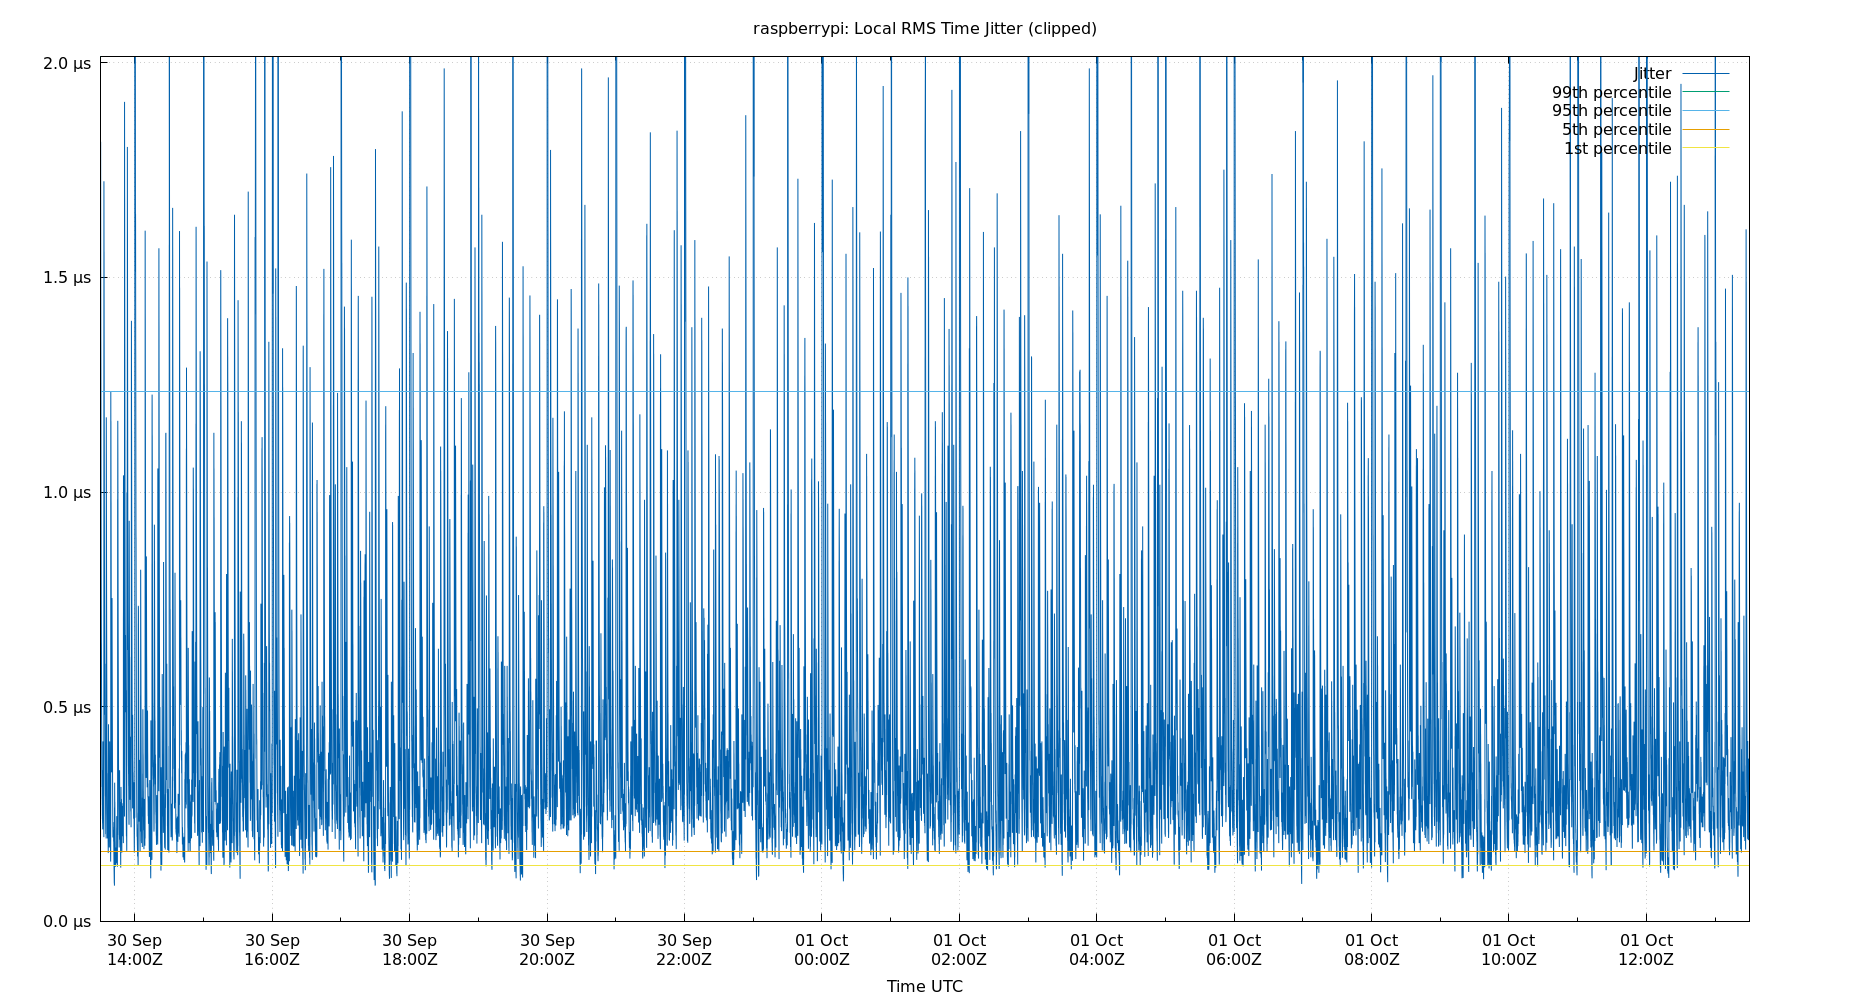 raspberrypi: Local RMS Time Jitter (clipped)
2.0 µs
1.5 µs
1.0 µs
0.5 µs
0.0 µs
Jitter
99th percentile
95th percentile
5th percentile
1st percentile
30 Sep 30 Sep 30 Sep 30 Sep 30 Sep 01 Oct 01 Oct 01 Oct 01 Oct 01 Oct 01 Oct 01 Oct
14:00Z 16:00Z 18:00Z 20:00Z 22:00Z 00:00Z 02:00Z 04:00Z 06:00Z 08:00Z 10:00Z 12:00Z
Time UTC